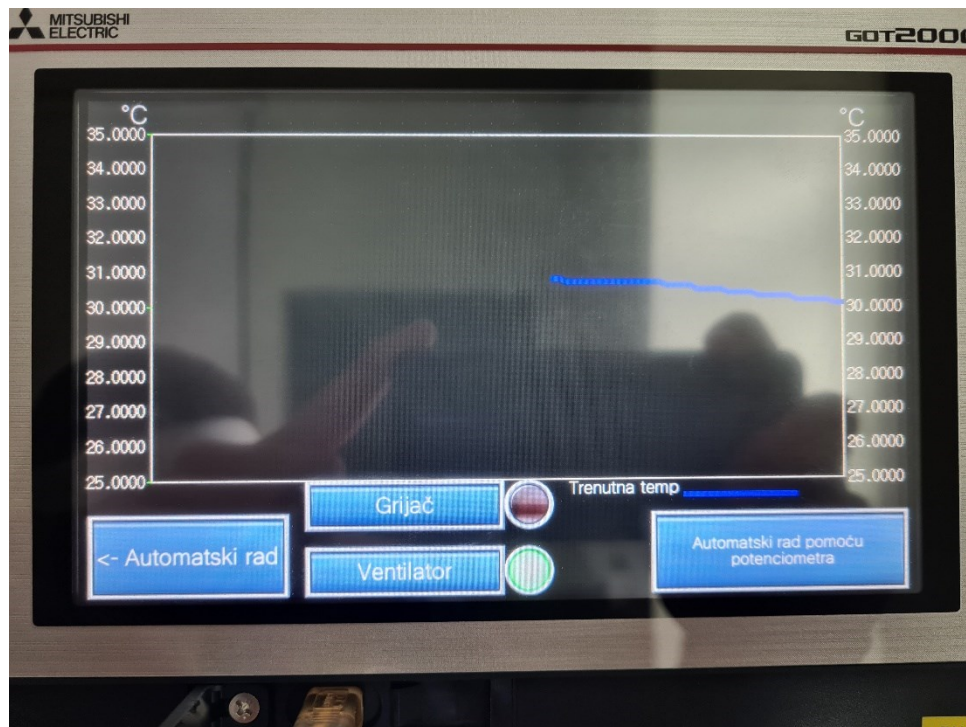 MITSUBISHI
ELECTRIC
GOT2000
°C
°C
35.0000
35.0000
34.0000
34.0000
33.0000
33.0000
32.0000
32.0000
31.0000
31.0000
30.0000
30.0000
29.0000
29.0000
28.0000
28.0000
27.0000
27.0000
26.0000
26.0000
25.0000
25.0000
Grijač
Trenutna temp
<- Automatski rad
Ventilator
Automatski rad pomoću
potenciometra